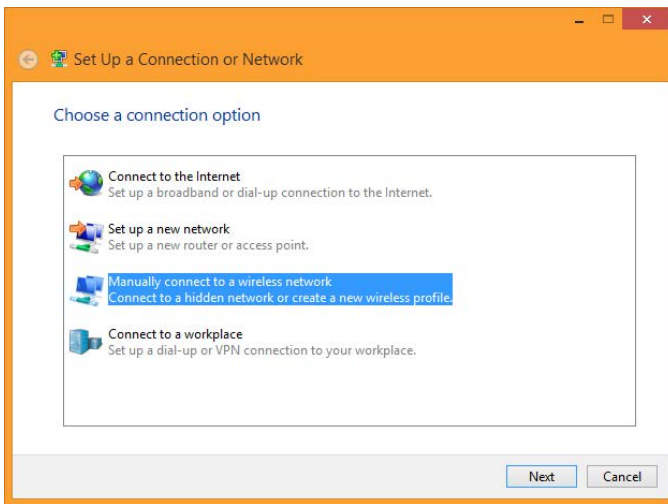 Set Up a Connection or Network
Choose a connection option
Connect to the Internet
Set up a broadband or dial-up connection to the Internet.
Set up a new network
Set up a new router or access point.
Manually connect to a wireless network
Connect to a hidden network or create a new wireless profile.
Connect to a workplace
Set up a dial-up or VPN connection to your workplace.
Next Cancel